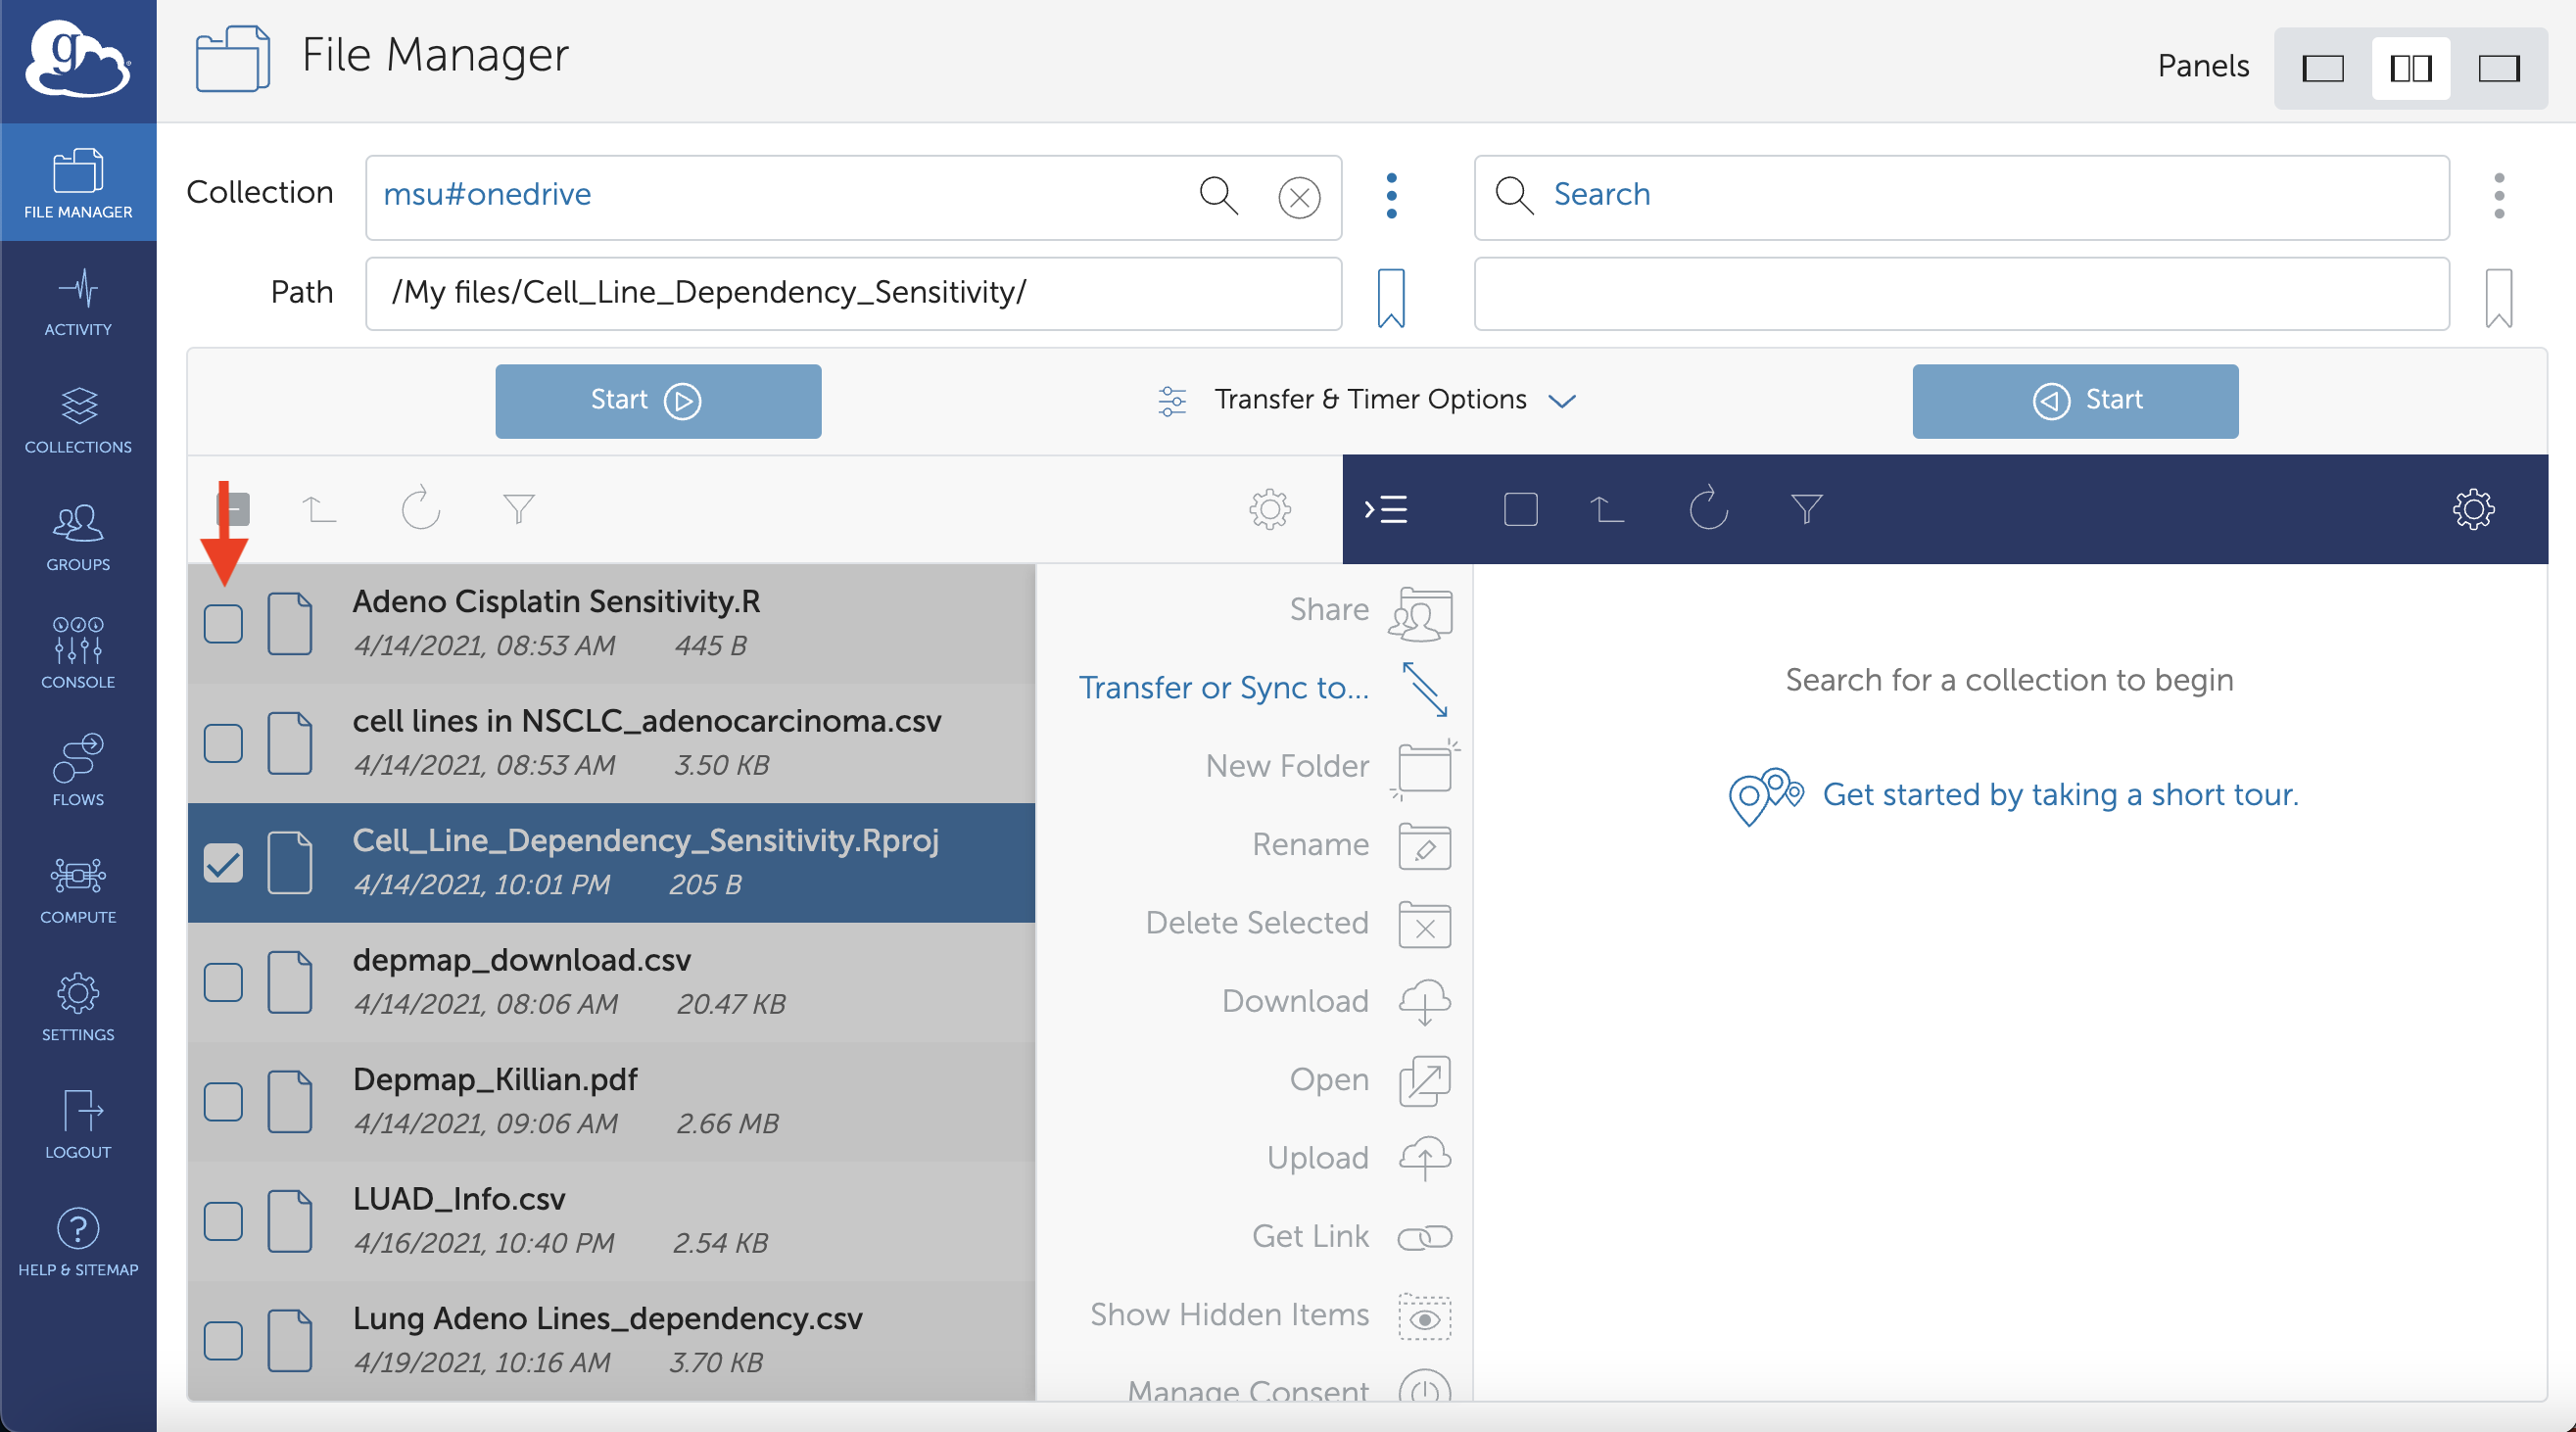 g
File Manager
Panels
FILE MANAGER
ACTIVITY
COLLECTIONS
GROUPS
CONSOLE
FLOWS
COMPUTE
SETTINGS
LOGOUT
HELP & SITEMAP
Collection
msu#onedrive
Search
Path
/My files/Cell_Line_Dependency_Sensitivity/
Start
Transfer & Timer Options
Start
Adeno Cisplatin Sensitivity.R
4/14/2021, 08:53 AM 445 B
cell lines in NSCLC_adenocarcinoma.csv
4/14/2021, 08:53 AM 3.50 KB
Cell_Line_Dependency_Sensitivity.Rproj
4/14/2021, 10:01 PM 205 B
depmap_download.csv
4/14/2021, 08:06 AM 20.47 KB
Depmap_Killian.pdf
4/14/2021, 09:06 AM 2.66 MB
LUAD_Info.csv
4/16/2021, 10:40 PM 2.54 KB
Lung Adeno Lines_dependency.csv
4/19/2021, 10:16 AM 3.70 KB
Share
Transfer or Sync to...
New Folder
Rename
Delete Selected
Download
Open
Upload
Get Link
Show Hidden Items
Manage Consent
Search for a collection to begin
Get started by taking a short tour.